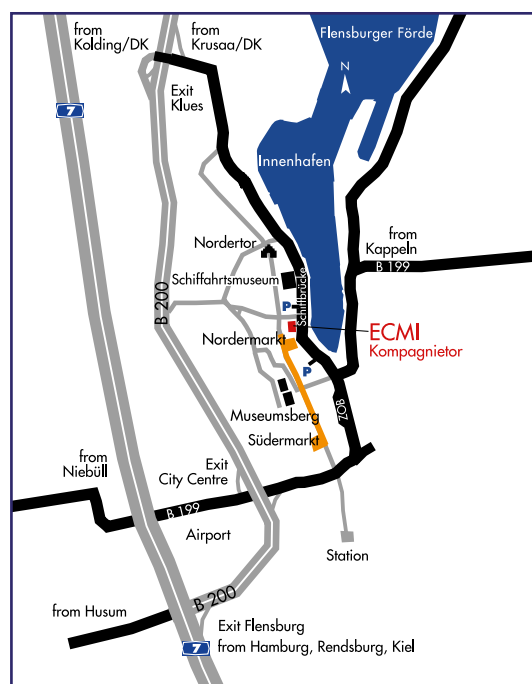 from
Kolding/DK
from
Krusaa/DK
Flensburger Förde
N
Exit
Klues
7
Innenhafen
from
Kappeln
B 199
Nordertor
Schiffahrtsmuseum
Schiffbrücke
P
B 200
ECMI
Kompagnietor
Nordermarkt
P
Museumsberg
ZOB
Südermarkt
from
Niebüll
Exit
City Centre
B 199
Airport
Station
B 200
from Husum
Exit Flensburg
7
from Hamburg, Rendsburg, Kiel